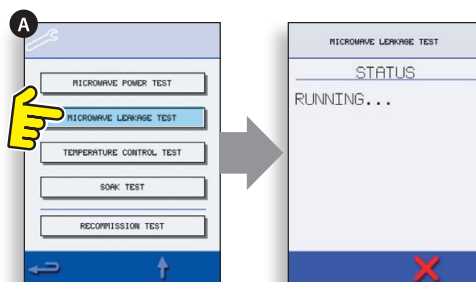 A
MICROWAVE POWER TEST
MICROWAVE LEAKAGE TEST
TEMPERATURE CONTROL TEST
SOAK TEST
RECOMMISSION TEST
MICROWAVE LEAKAGE TEST
STATUS
RUNNING...